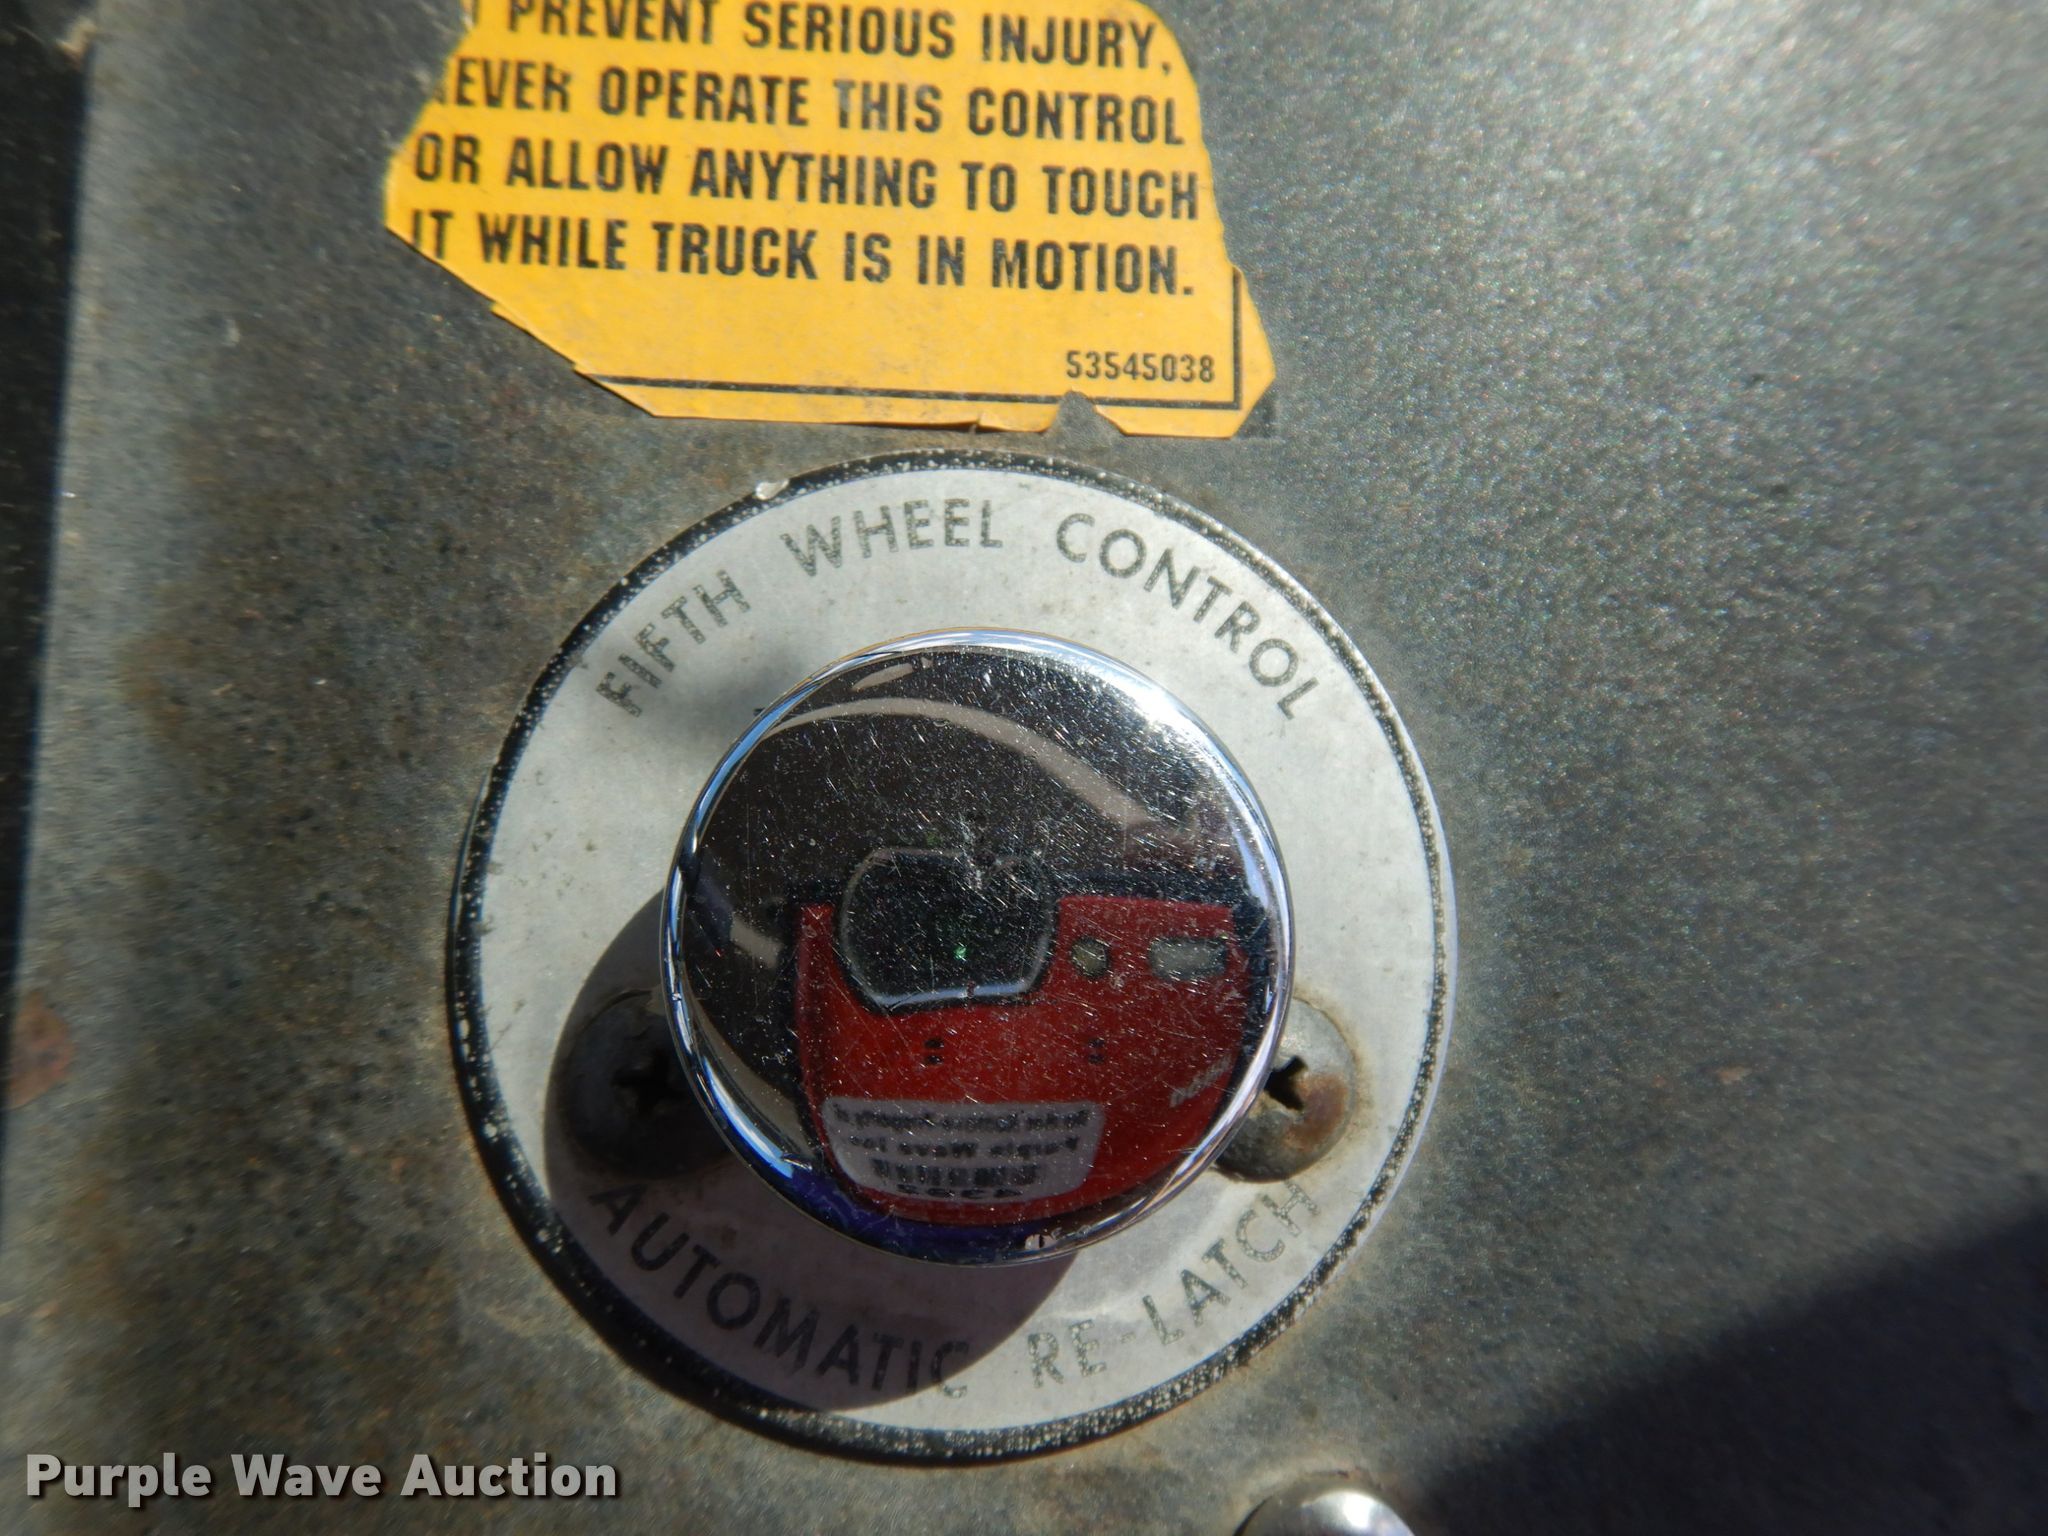 PREVENT SERIOUS INJURY,
EVER OPERATE THIS CONTROL
OR ALLOW ANYTHING TO TOUCH
IT WHILE TRUCK IS IN MOTION.
53545038
FIFTH WHEEL CONTROL
AUTOMATIC RE-LATCH
Purple Wave Auction